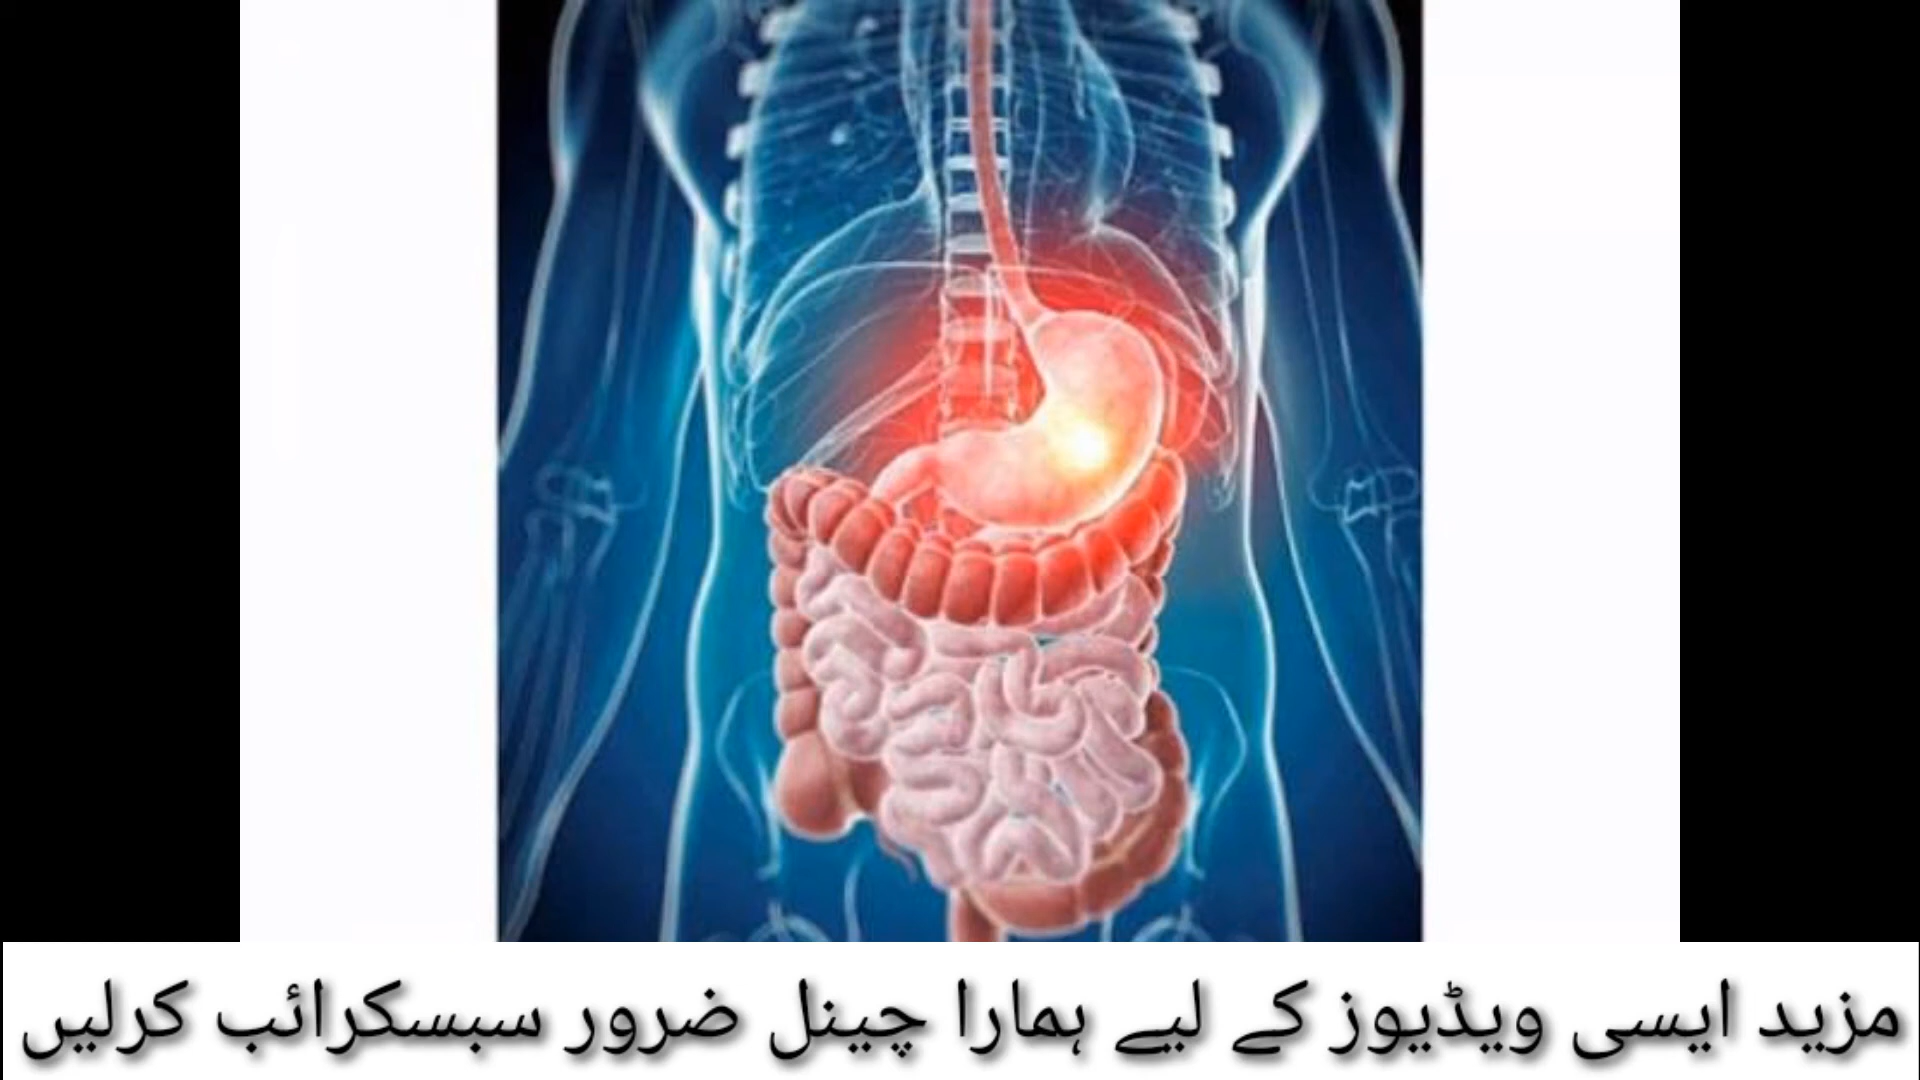 مزید ایسی ویڈیوز کے لیے ہمارا چینل ضرور سبسکرائب کرلیں